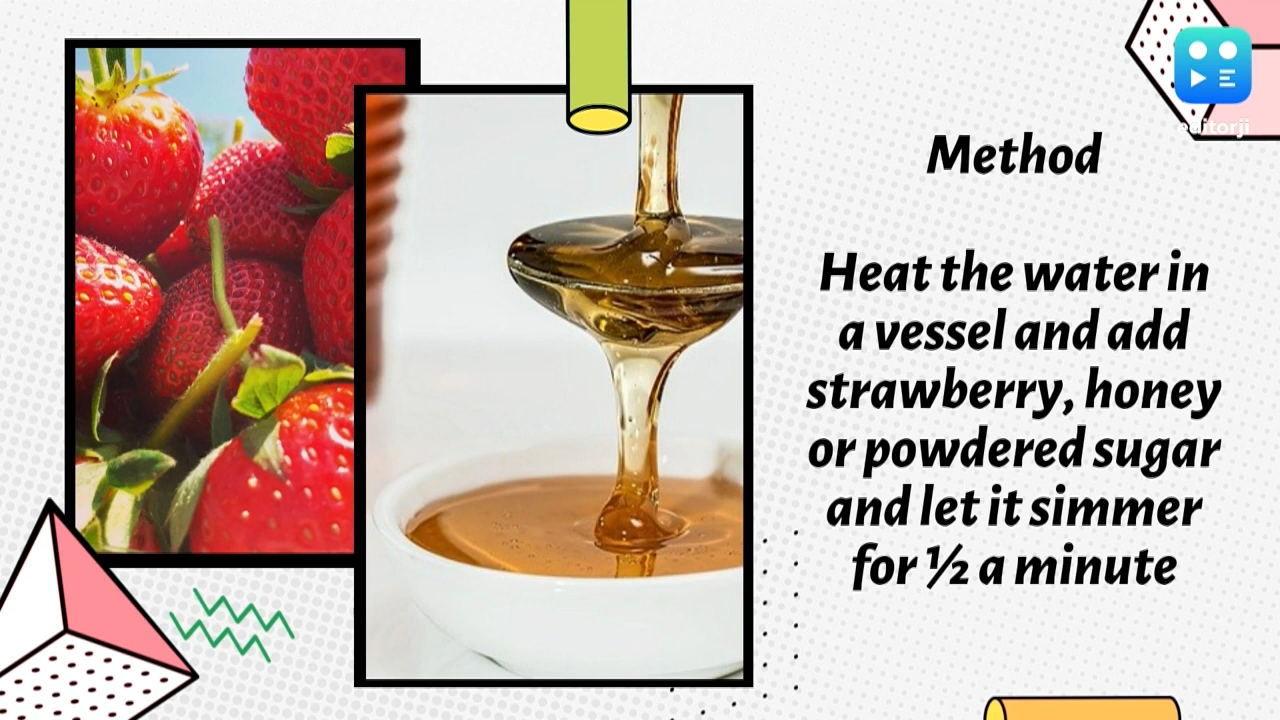 editorji
Method
Heat the water in
a vessel and add
strawberry, honey
or powdered sugar
and let it simmer
for ½ a minute